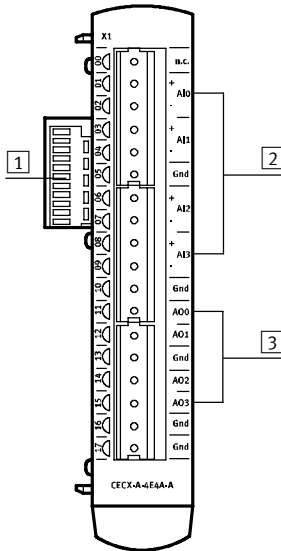 X1
00 n.c.
01 +
AI0
02 -
03 +
AI1
04 -
1
05 Gnd
2
06 +
AI2
07 -
08 +
AI3
09 -
10 Gnd
11 AO0
12 AO1
13 Gnd
3
14 AO2
15 AO3
16 Gnd
17 Gnd
CECX-A-4E4A-A